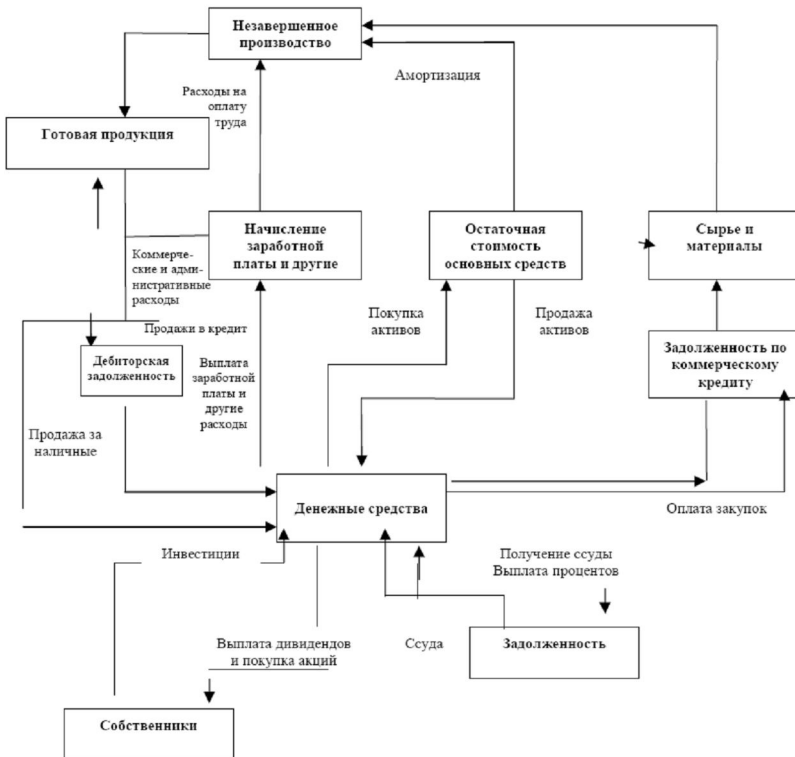 Незавершенное
производство
Амортизация
Расходы на
оплату
труда
Готовая продукция
Начисление
заработной
платы и другие
Остаточная
стоимость
основных средств
Сырье и
материалы
Коммерче-
ские и адми-
нистративные
расходы
Покупка
активов
Продажа
активов
Продажи в кредит
Дебиторская
задолженность
Задолженность по
коммерческому
кредиту
Выплата
заработной
платы и
другие
расходы
Продажа за
наличные
Денежные средства
Оплата закупок
Инвестиции
Получение ссуды
Выплата процентов
Выплата дивидендов
и покупка акций
Ссуда
Задолженность
Собственники